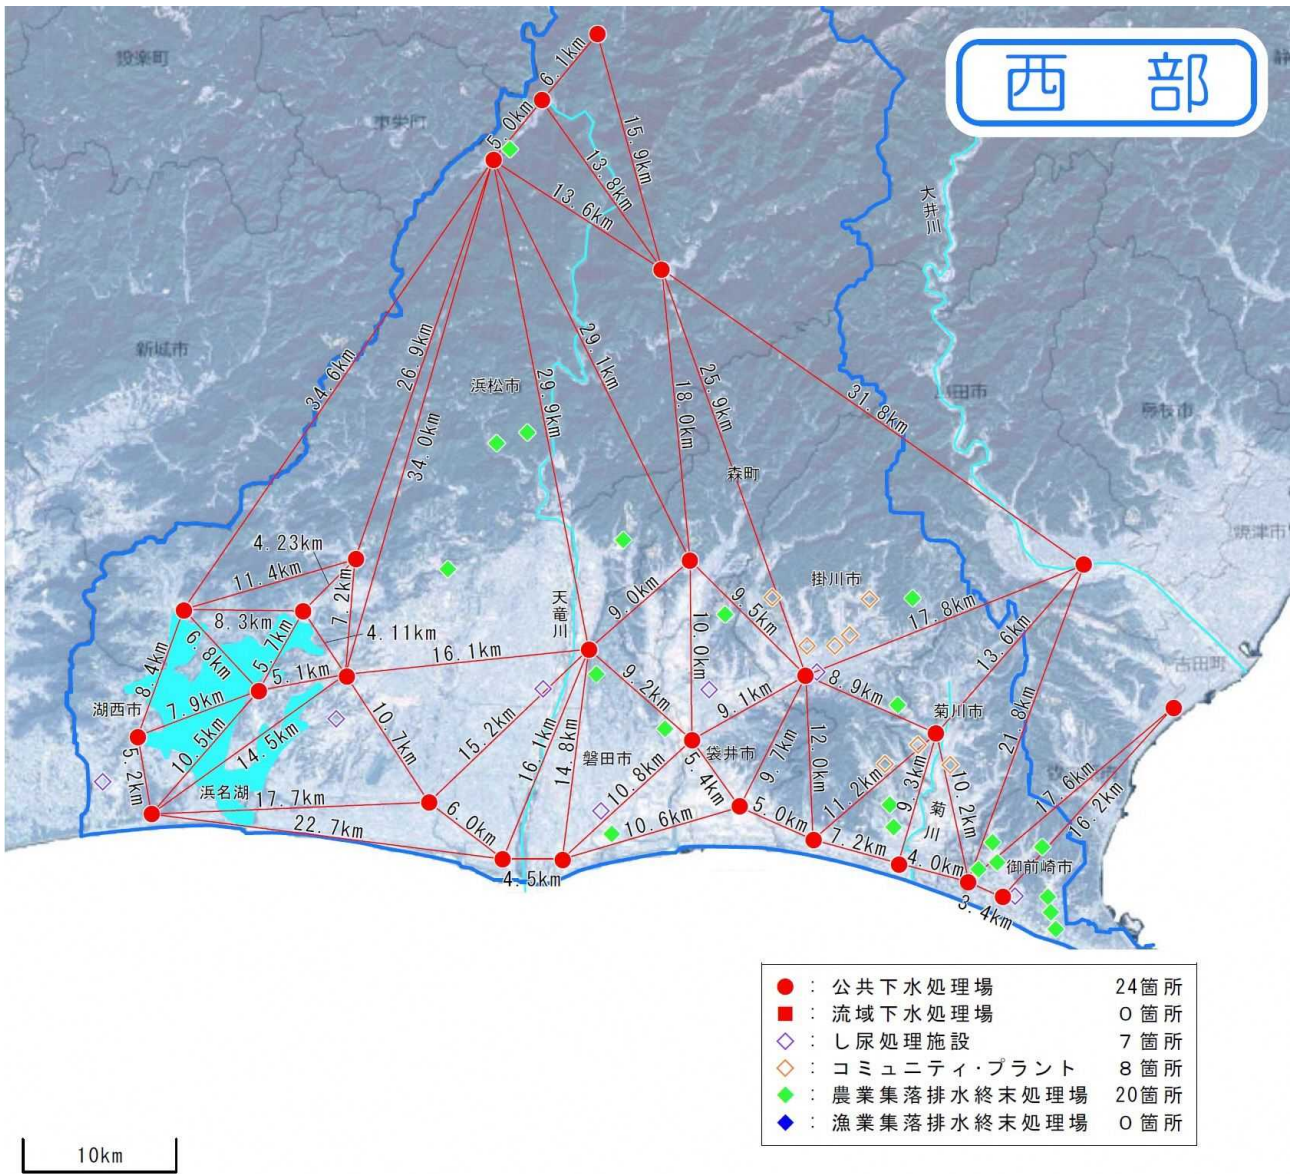 西 部
設楽町
東栄町
6.1km
5.0km
15.9km
13.8km
13.6km
大井川
新城市
34.6km
26.9km
34.0km
浜松市
29.9km
29.1km
18.0km
25.9km
31.8km
島田市
藤枝市
森町
焼津市
4.23km
11.4km
8.3km
7.2km
4.11km
天竜川
9.0km
9.5km
掛川市
17.8km
13.6km
吉田町
6.8km
5.7km
5.1km
16.1km
10.0km
8.4km
7.9km
湖西市
10.5km
14.5km
10.7km
15.2km
9.2km
9.1km
8.9km
菊川市
21.8km
5.2km
浜名湖
17.7km
22.7km
6.0km
16.1km
14.8km
磐田市
10.8km
袋井市
5.4km
9.7km
12.0km
11.2km
9.3km
菊川
10.2km
17.6km
16.2km
4.5km
10.6km
5.0km
7.2km
4.0km
御前崎市
3.4km
●：公共下水処理場 24箇所
■：流域下水処理場 0箇所
◇：し尿処理施設 7箇所
◇：コミュニティ・プラント 8箇所
◆：農業集落排水終末処理場 20箇所
◆：漁業集落排水終末処理場 0箇所
10km